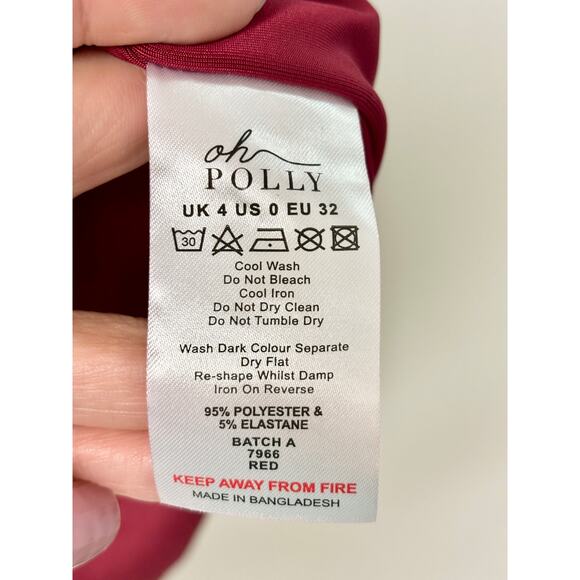 oh
POLLY
UK 4 US 0 EU 32
30
Cool Wash
Do Not Bleach
Cool Iron
Do Not Dry Clean
Do Not Tumble Dry
Wash Dark Colour Separate
Dry Flat
Re-shape Whilst Damp
Iron On Reverse
95% POLYESTER &
5% ELASTANE
BATCH A
7966
RED
KEEP AWAY FROM FIRE
MADE IN BANGLADESH